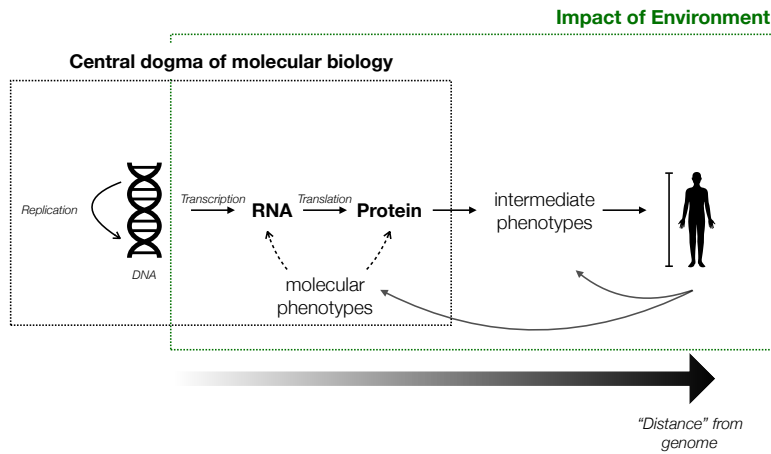 Impact of Environment
Central dogma of molecular biology
Replication
DNA
Transcription
RNA
Translation
Protein
intermediate
phenotypes
molecular
phenotypes
“Distance” from
genome